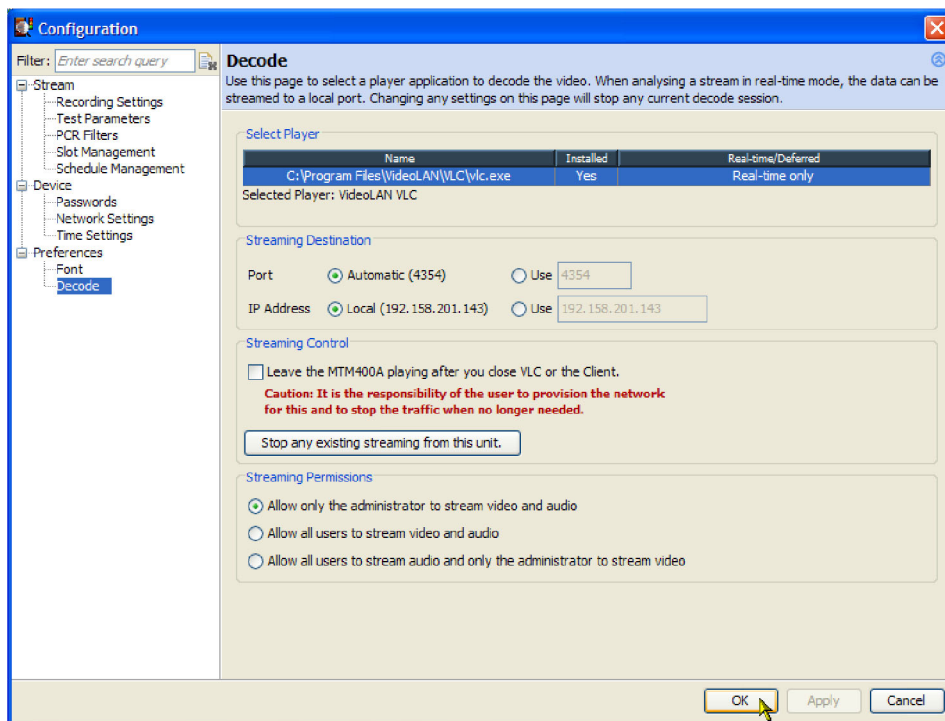 Configuration
Filter: Enter search query
Stream
Recording Settings
Test Parameters
PCR Filters
Slot Management
Schedule Management
Device
Passwords
Network Settings
Time Settings
Preferences
Font
Decode
Decode
Use this page to select a player application to decode the video. When analysing a stream in real-time mode, the data can be
streamed to a local port. Changing any settings on this page will stop any current decode session.
Select Player
Name Installed Real-time/Deferred
C:\Program Files\VideoLAN\VLC\vlc.exe Yes Real-time only
Selected Player: VideoLAN VLC
Streaming Destination
Port Automatic (4354) Use 4354
IP Address Local (192.158.201.143) Use 192.158.201.143
Streaming Control
Leave the MTM400A playing after you close VLC or the Client.
Caution: It is the responsibility of the user to provision the network
for this and to stop the traffic when no longer needed.
Stop any existing streaming from this unit.
Streaming Permissions
Allow only the administrator to stream video and audio
Allow all users to stream video and audio
Allow all users to stream audio and only the administrator to stream video
OK Apply Cancel